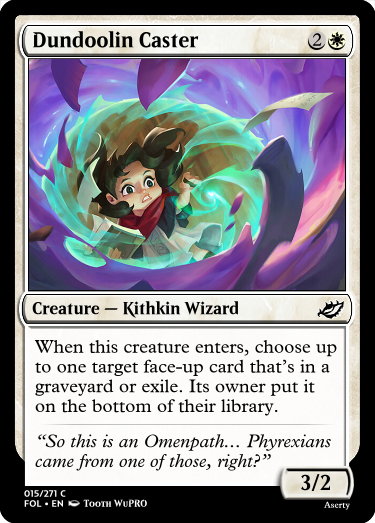 Dundoolin Caster 2
Creature — Kithkin Wizard
When this creature enters, choose up
to one target face-up card that's in a
graveyard or exile. Its owner put it
on the bottom of their library.
“So this is an Omenpath… Phyrexians
came from one of those, right?”
3/2
015/271 C
FOL • EN Tooth WuPRO
Aserty